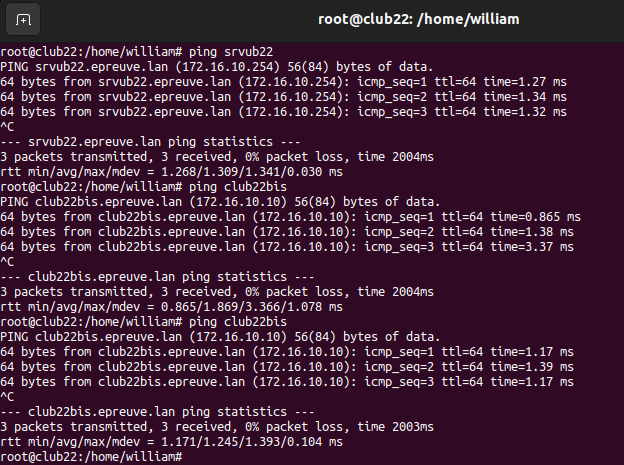 root@club22: /home/william
root@club22:/home/william# ping srvub22
PING srvub22.epreuve.lan (172.16.10.254) 56(84) bytes of data.
64 bytes from srvub22.epreuve.lan (172.16.10.254): icmp_seq=1 ttl=64 time=1.27 ms
64 bytes from srvub22.epreuve.lan (172.16.10.254): icmp_seq=2 ttl=64 time=1.34 ms
64 bytes from srvub22.epreuve.lan (172.16.10.254): icmp_seq=3 ttl=64 time=1.32 ms
^C
--- srvub22.epreuve.lan ping statistics ---
3 packets transmitted, 3 received, 0% packet loss, time 2004ms
rtt min/avg/max/mdev = 1.268/1.309/1.341/0.030 ms
root@club22:/home/william# ping club22bis
PING club22bis.epreuve.lan (172.16.10.10) 56(84) bytes of data.
64 bytes from club22bis.epreuve.lan (172.16.10.10): icmp_seq=1 ttl=64 time=0.865 ms
64 bytes from club22bis.epreuve.lan (172.16.10.10): icmp_seq=2 ttl=64 time=1.38 ms
64 bytes from club22bis.epreuve.lan (172.16.10.10): icmp_seq=3 ttl=64 time=3.37 ms
^C
--- club22bis.epreuve.lan ping statistics ---
3 packets transmitted, 3 received, 0% packet loss, time 2004ms
rtt min/avg/max/mdev = 0.865/1.869/3.366/1.078 ms
root@club22:/home/william# ping club22bis
PING club22bis.epreuve.lan (172.16.10.10) 56(84) bytes of data.
64 bytes from club22bis.epreuve.lan (172.16.10.10): icmp_seq=1 ttl=64 time=1.17 ms
64 bytes from club22bis.epreuve.lan (172.16.10.10): icmp_seq=2 ttl=64 time=1.39 ms
64 bytes from club22bis.epreuve.lan (172.16.10.10): icmp_seq=3 ttl=64 time=1.17 ms
^C
--- club22bis.epreuve.lan ping statistics ---
3 packets transmitted, 3 received, 0% packet loss, time 2003ms
rtt min/avg/max/mdev = 1.171/1.245/1.393/0.104 ms
root@club22:/home/william#